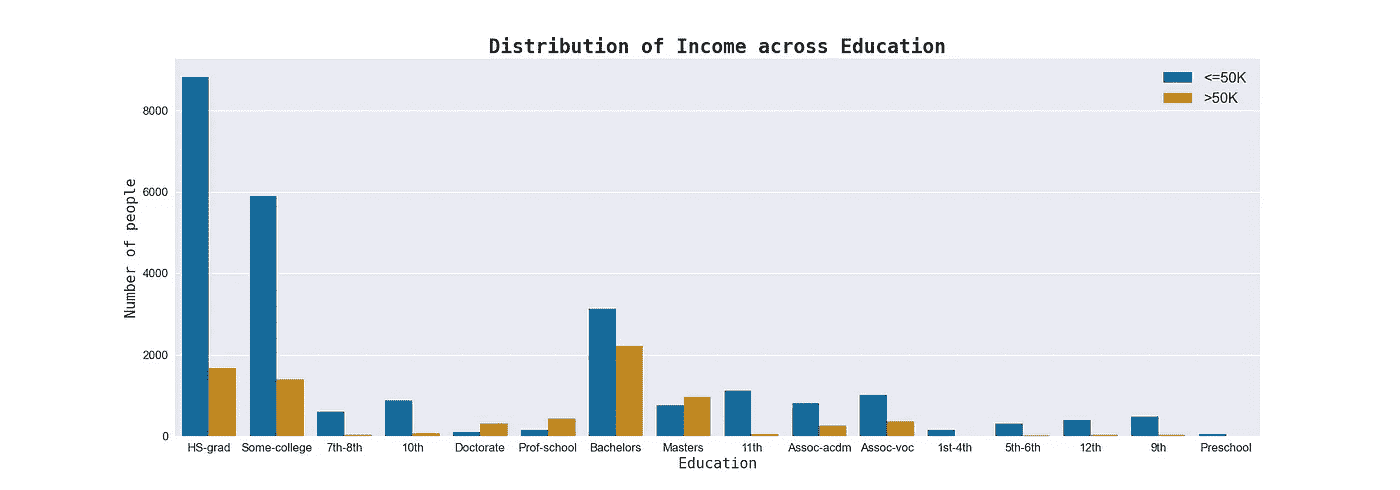 Distribution of Income across Education
<=50K
>50K
8000
6000
4000
2000
0
Number of people
HS-grad Some-college 7th-8th 10th Doctorate Prof-school Bachelors Masters 11th Assoc-acdm Assoc-voc 1st-4th 5th-6th 12th 9th Preschool
Education